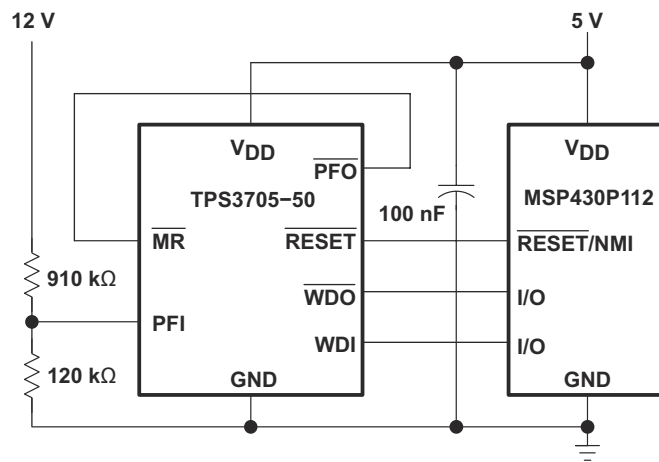 12 V
5 V
VDD
PFO
TPS3705−50
MR
RESET
WDO
PFI
WDI
GND
910 kΩ
120 kΩ
100 nF
VDD
MSP430P112
RESET/NMI
I/O
I/O
GND